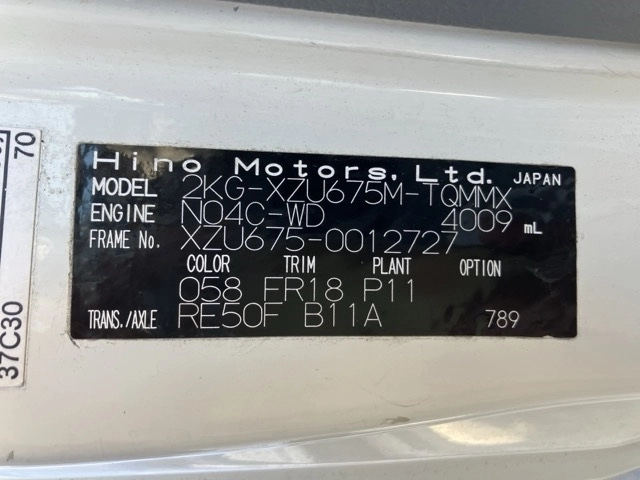 Hino Motors, Ltd. JAPAN
MODEL 2KG-XZU675M-TQMMX
ENGINE N04C-WD 4009 mL
FRAME No. XZU675-0012727
COLOR TRIM PLANT OPTION
058 FR18 P11
TRANS./AXLE RE50F B11A 789
70
37C30